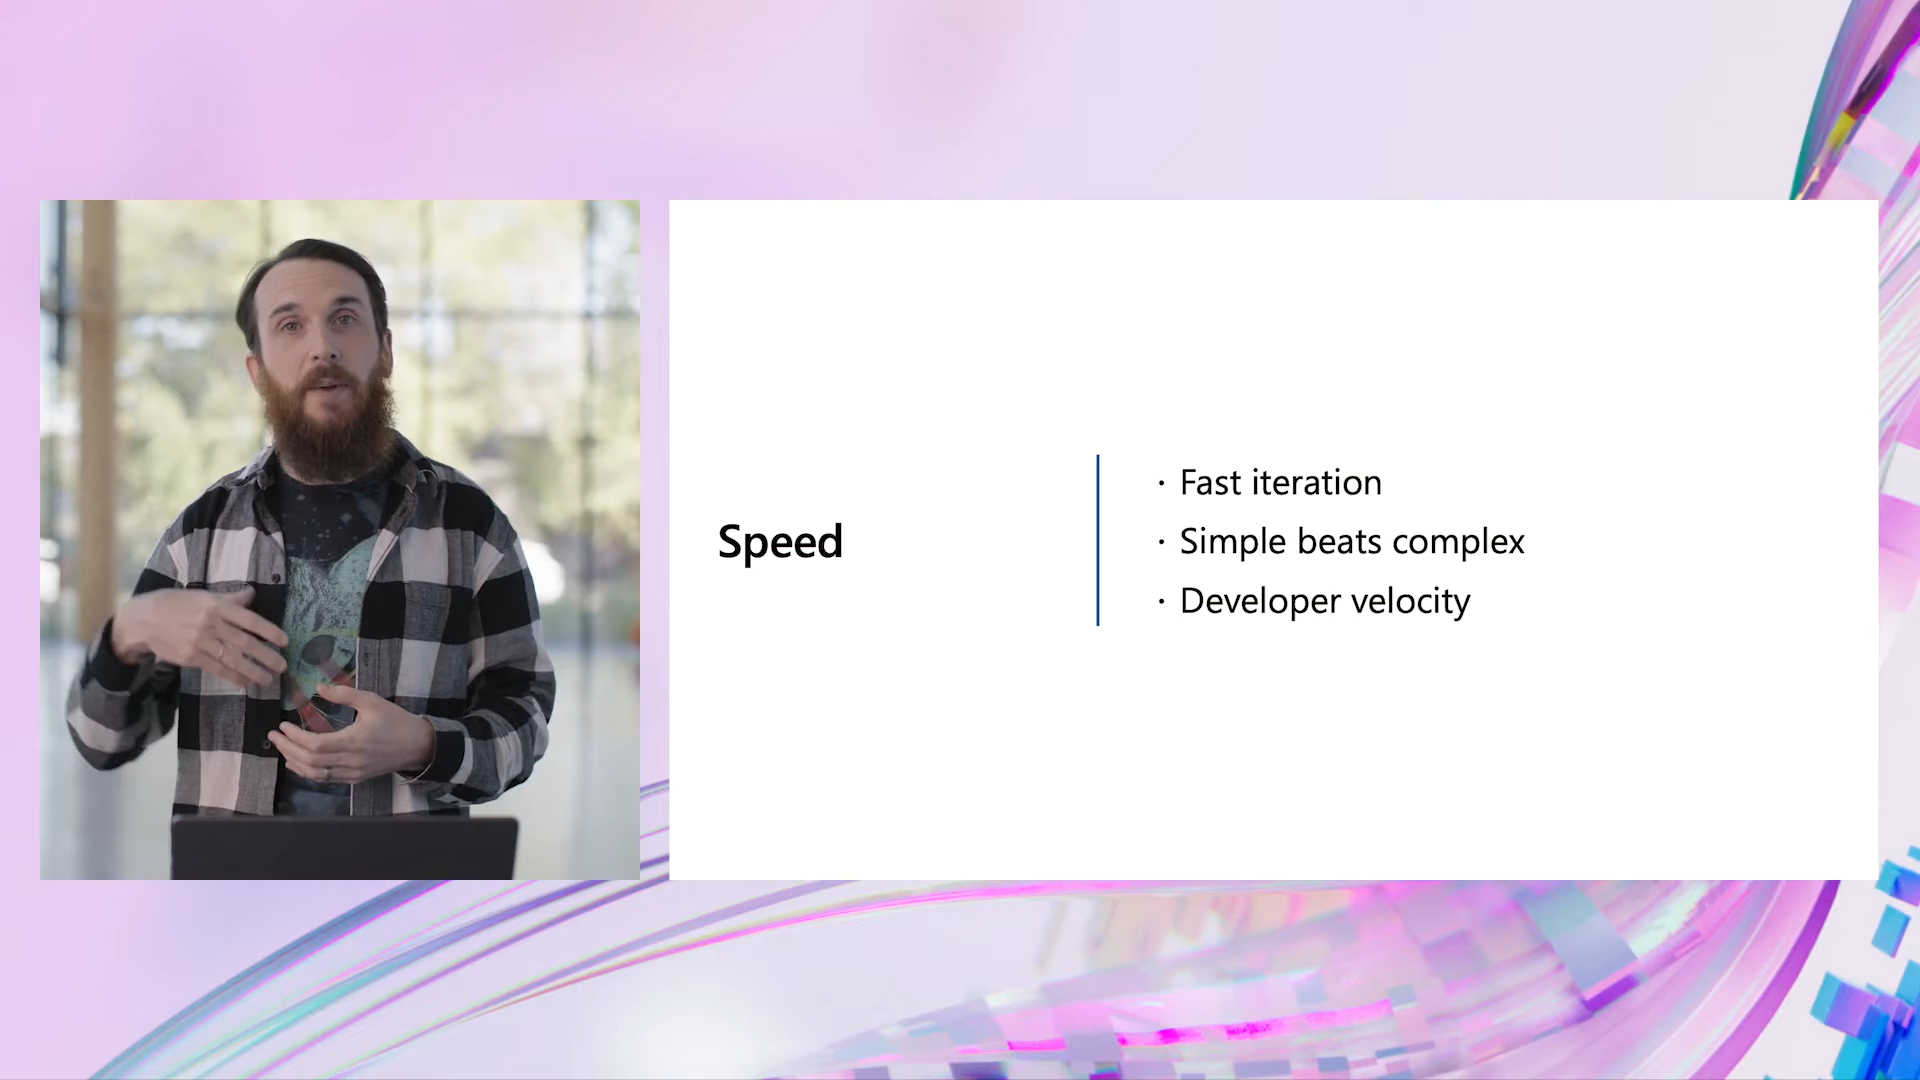 Speed
· Fast iteration
· Simple beats complex
· Developer velocity